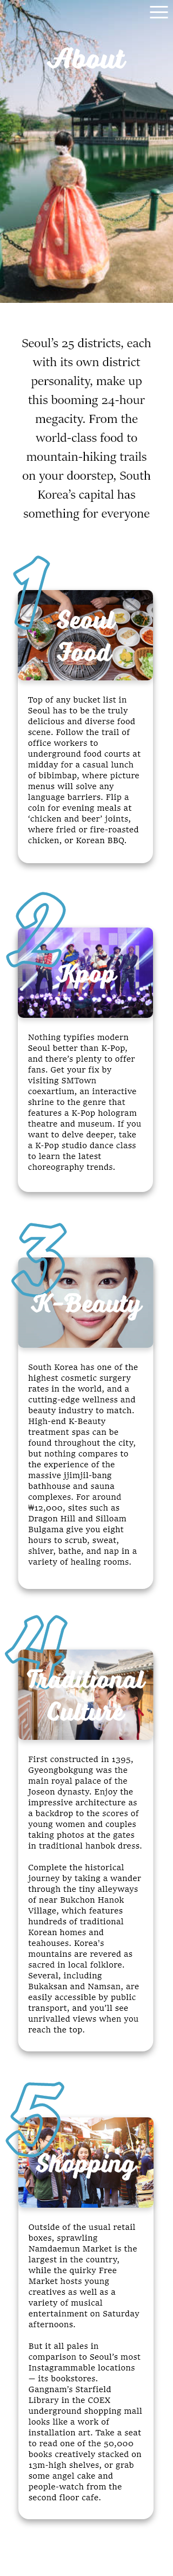 About
Seoul’s 25 districts, each
with its own district
personality, make up
this booming 24-hour
megacity. From the
world-class food to
mountain-hiking trails
on your doorstep, South
Korea’s capital has
something for everyone
1
Seoul
Food
Top of any bucket list in
Seoul has to be the truly
delicious and diverse food
scene. Follow the trail of
office workers to
underground food courts at
midday for a casual lunch
of bibimbap, where picture
menus will solve any
language barriers. Flip a
coin for evening meals at
‘chicken and beer’ joints,
where fried or fire-roasted
chicken, or Korean BBQ.
2
Kpop
Nothing typifies modern
Seoul better than K-Pop,
and there’s plenty to offer
fans. Get your fix by
visiting SMTown
coexartium, an interactive
shrine to the genre that
features a K-Pop hologram
theatre and museum. If you
want to delve deeper, take
a K-Pop studio dance class
to learn the latest
choreography trends.
3
K-Beauty
South Korea has one of the
highest cosmetic surgery
rates in the world, and a
cutting-edge wellness and
beauty industry to match.
High-end K-Beauty
treatment spas can be
found throughout the city,
but nothing compares to
the experience of the
massive jjimjil-bang
bathhouse and sauna
complexes. For around
₩12,000, sites such as
Dragon Hill and Silloam
Bulgama give you eight
hours to scrub, sweat,
shiver, bathe, and nap in a
variety of healing rooms.
4
Traditional
Culture
First constructed in 1395,
Gyeongbokgung was the
main royal palace of the
Joseon dynasty. Enjoy the
impressive architecture as
a backdrop to the scores of
young women and couples
taking photos at the gates
in traditional hanbok dress.
Complete the historical
journey by taking a wander
through the tiny alleyways
of near Bukchon Hanok
Village, which features
hundreds of traditional
Korean homes and
teahouses. Korea’s
mountains are revered as
sacred in local folklore.
Several, including
Bukaksan and Namsan, are
easily accessible by public
transport, and you’ll see
unrivalled views when you
reach the top.
5
Shopping
Outside of the usual retail
boxes, sprawling
Namdaemun Market is the
largest in the country,
while the quirky Free
Market hosts young
creatives as well as a
variety of musical
entertainment on Saturday
afternoons.
But it all pales in
comparison to Seoul’s most
Instagrammable locations
— its bookstores.
Gangnam’s Starfield
Library in the COEX
underground shopping mall
looks like a work of
installation art. Take a seat
to read one of the 50,000
books creatively stacked on
13m-high shelves, or grab
some angel cake and
people-watch from the
second floor cafe.